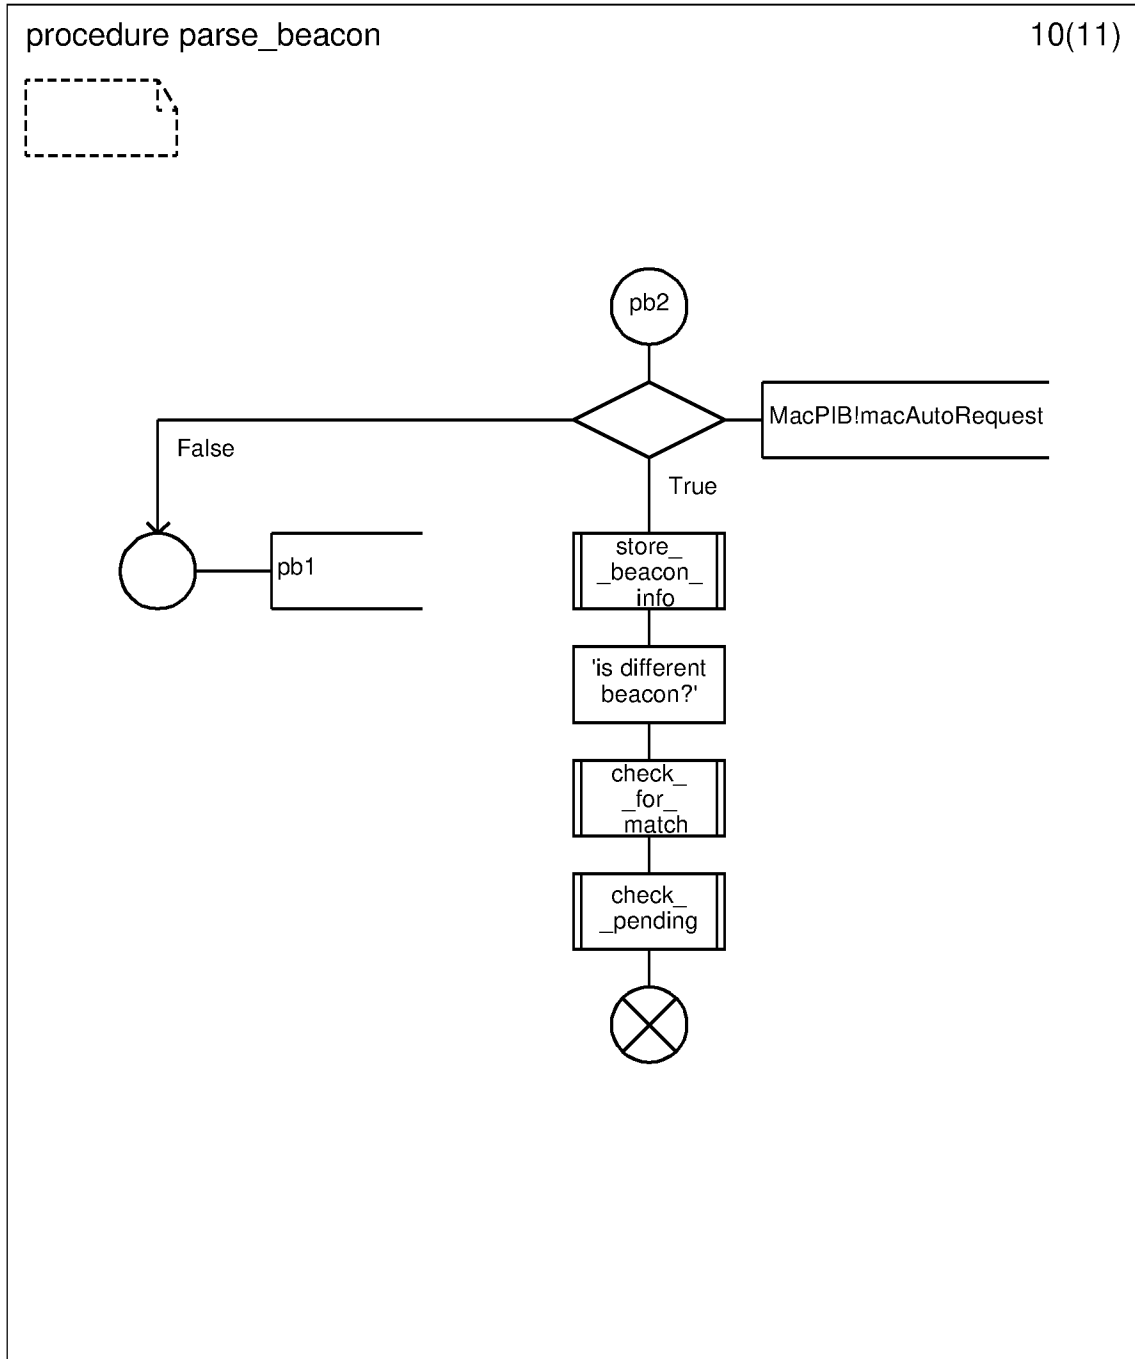 procedure parse_beacon
10(11)
pb2
MacPIB!macAutoRequest
False
True
pb1
store_
_beacon_
info
'is different
beacon?'
check_
_for_
match
check_
_pending